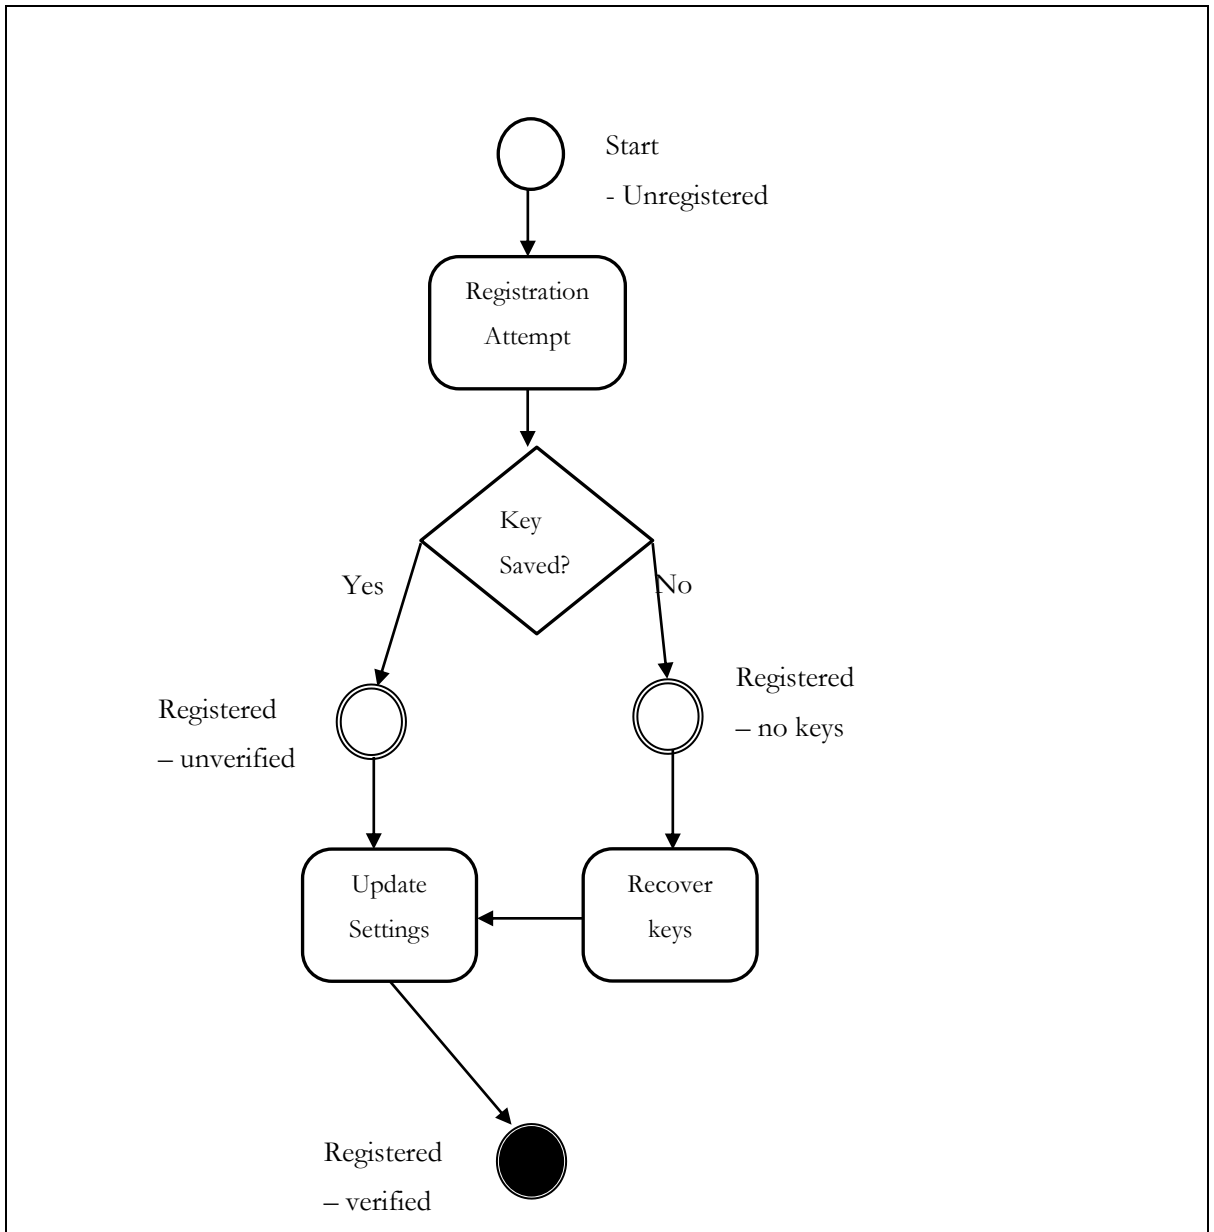 Start
- Unregistered
Registration
Attempt
Key
Saved?
Yes
No
Registered
– unverified
Registered
– no keys
Update
Settings
Recover
keys
Registered
– verified